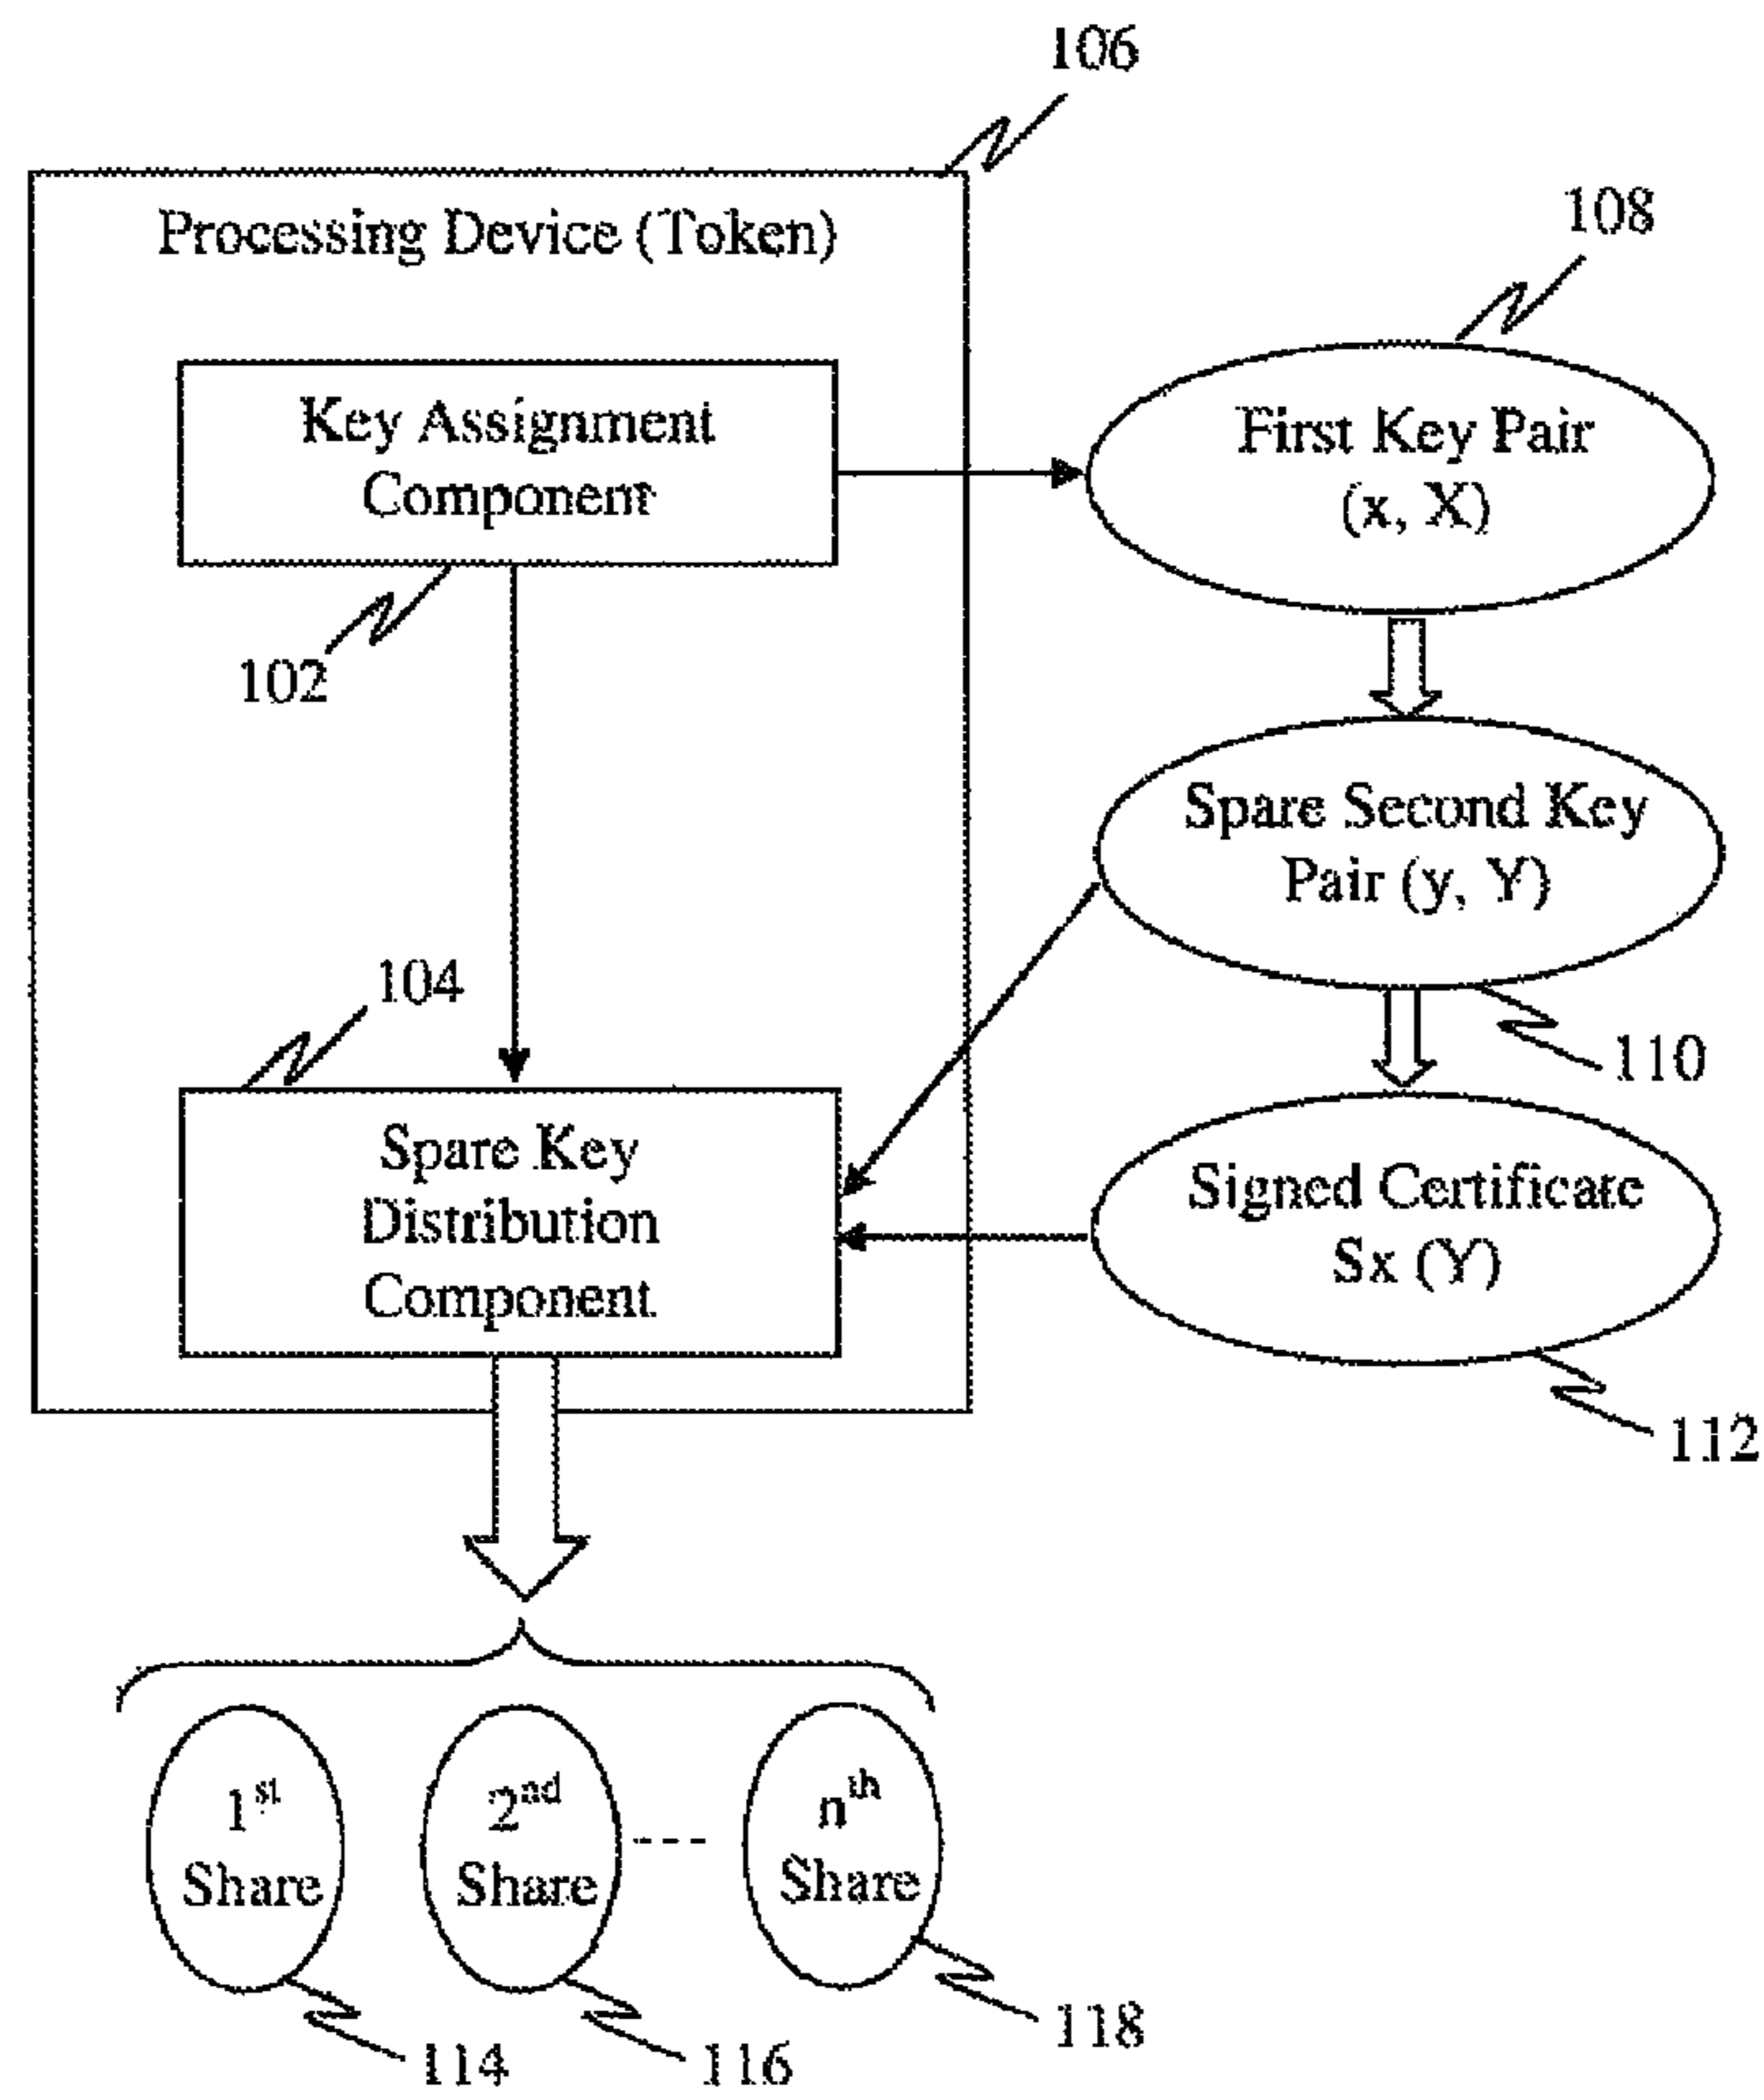 106
Processing Device (Token)
108
Key Assignment
Component
First Key Pair
(x, X)
102
Spare Second Key
Pair (y, Y)
104
110
Spare Key
Distribution
Component
Signed Certificate
Sx (Y)
112
1st
Share
2nd
Share
---
nth
Share
114
116
118